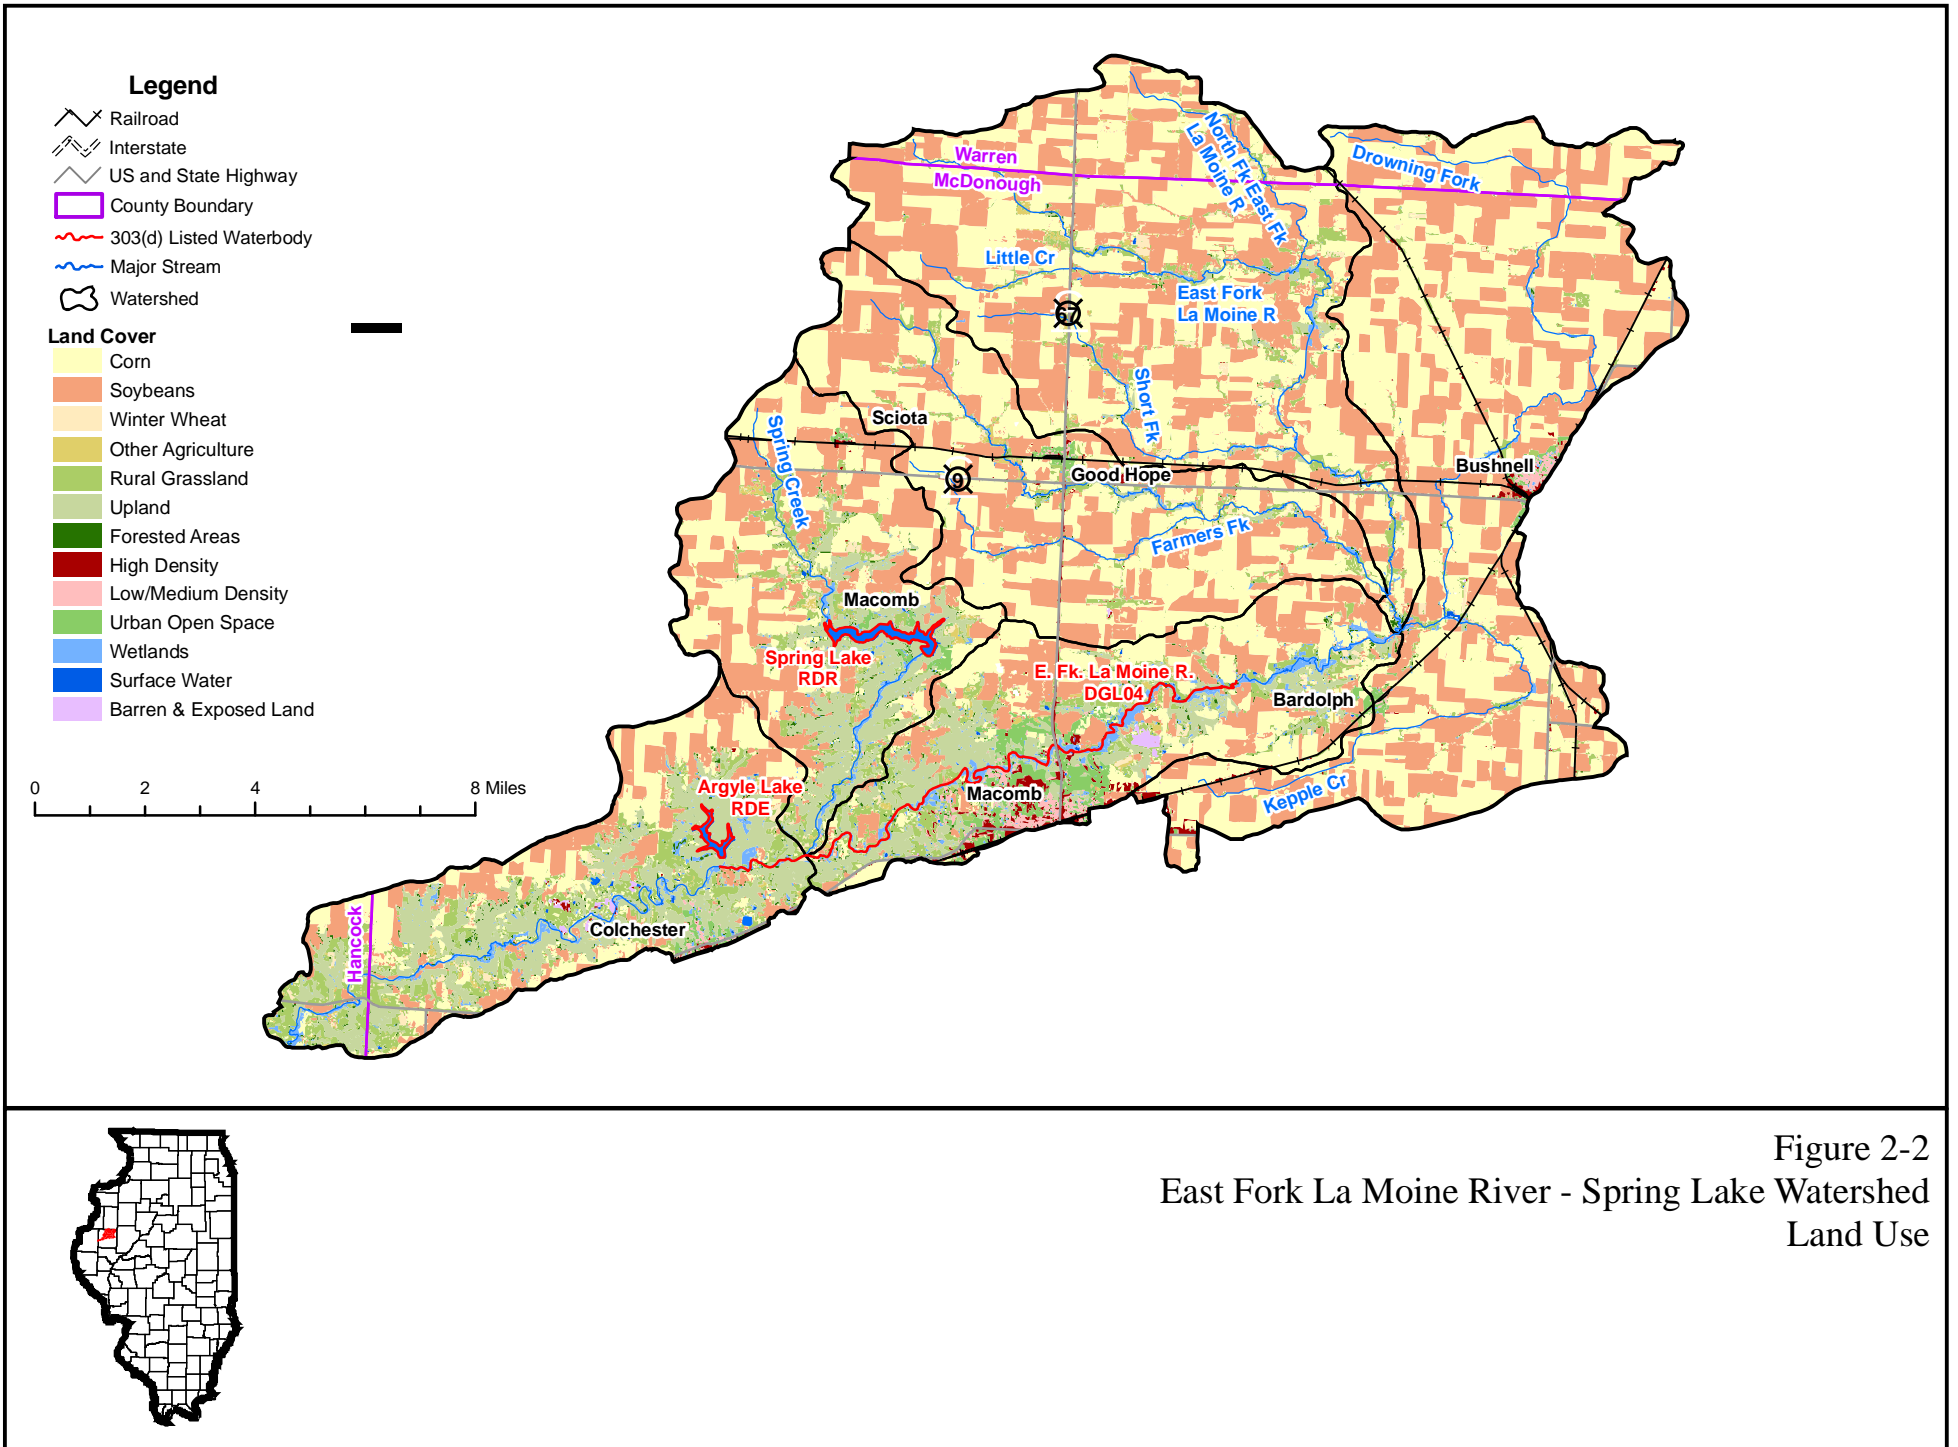 Legend
Railroad
Interstate
US and State Highway
County Boundary
303(d) Listed Waterbody
Major Stream
Watershed
Land Cover
Corn
Soybeans
Winter Wheat
Other Agriculture
Rural Grassland
Upland
Forested Areas
High Density
Low/Medium Density
Urban Open Space
Wetlands
Surface Water
Barren & Exposed Land
0 2 4 8 Miles
Warren
McDonough
North Fk East Fk
La Moine R
Drowning Fork
Little Cr
East Fork
La Moine R
67
Short Fk
Sciota
Spring Creek
9
Good Hope
Bushnell
Farmers Fk
Macomb
Spring Lake
RDR
E. Fk. La Moine R.
DGL04
Bardolph
Argyle Lake
RDE
Macomb
Kepple Cr
Colchester
Hancock
Figure 2-2
East Fork La Moine River - Spring Lake Watershed
Land Use